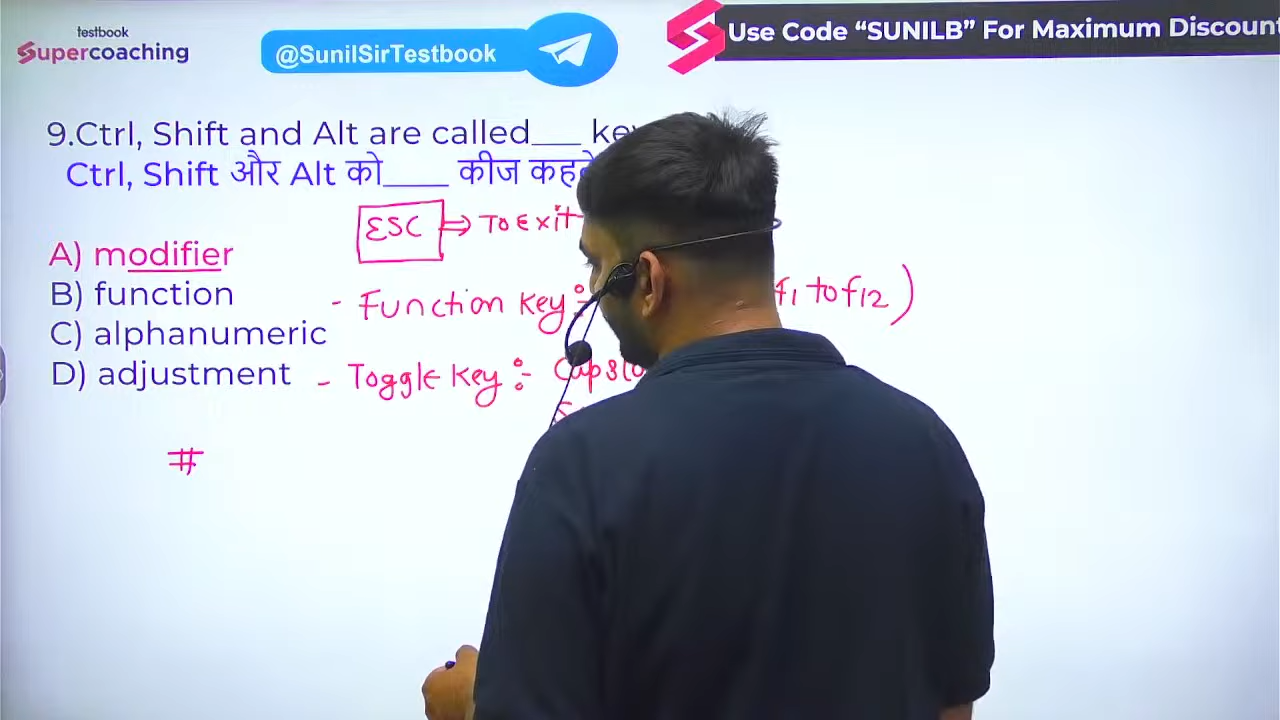 testbook
Supercoaching
@SunilSirTestbook
Use Code “SUNILB” For Maximum Discount
9.Ctrl, Shift and Alt are called___
Ctrl, Shift और Alt को____ कीज
ESC ⇒ TO Exit
A) modifier
B) function
- Function Key :- f1 to f12 )
C) alphanumeric
D) adjustment
- Toggle Key :-
#